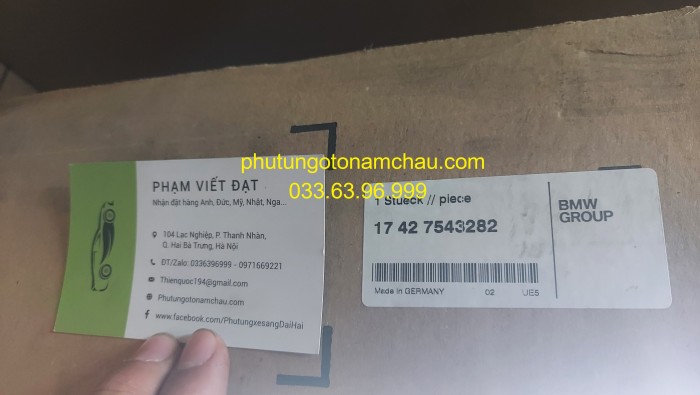 phutungotonamchau.com
033.63.96.999
PHẠM VIẾT ĐẠT
Nhận đặt hàng Anh, Đức, Mỹ, Nhật, Nga...
104 Lạc Nghiệp, P. Thanh Nhàn,
Q. Hai Bà Trưng, Hà Nội
ĐT/Zalo: 0336396999 - 0971669221
Thienquoc194@gmail.com
Phutungotonamchau.com
www.facebook.com/PhutungxesangDaiHai
1 Stueck // piece
17 42 7543282
Made in GERMANY 02 UE5
BMW
GROUP